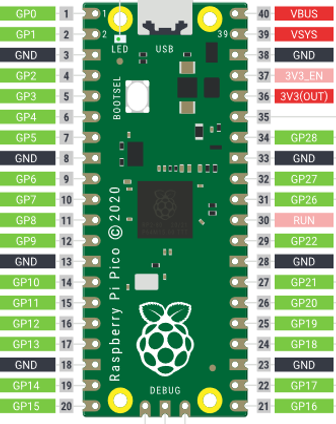 GP0 1 1 40 VBUS
GP1 2 2 LED USB 39 39 VSYS
GND 3 38 GND
GP2 4 37 3V3_EN
GP3 5 36 3V3(OUT)
GP4 6 35
GP5 7 34 GP28
GND 8 33 GND
GP6 9 32 GP27
GP7 10 31 GP26
GP8 11 30 RUN
GP9 12 29 GP22
GND 13 28 GND
GP10 14 27 GP21
GP11 15 26 GP20
GP12 16 25 GP19
GP13 17 24 GP18
GND 18 23 GND
GP14 19 22 GP17
GP15 20 21 GP16
BOOTSEL
Raspberry Pi Pico © 2020
DEBUG